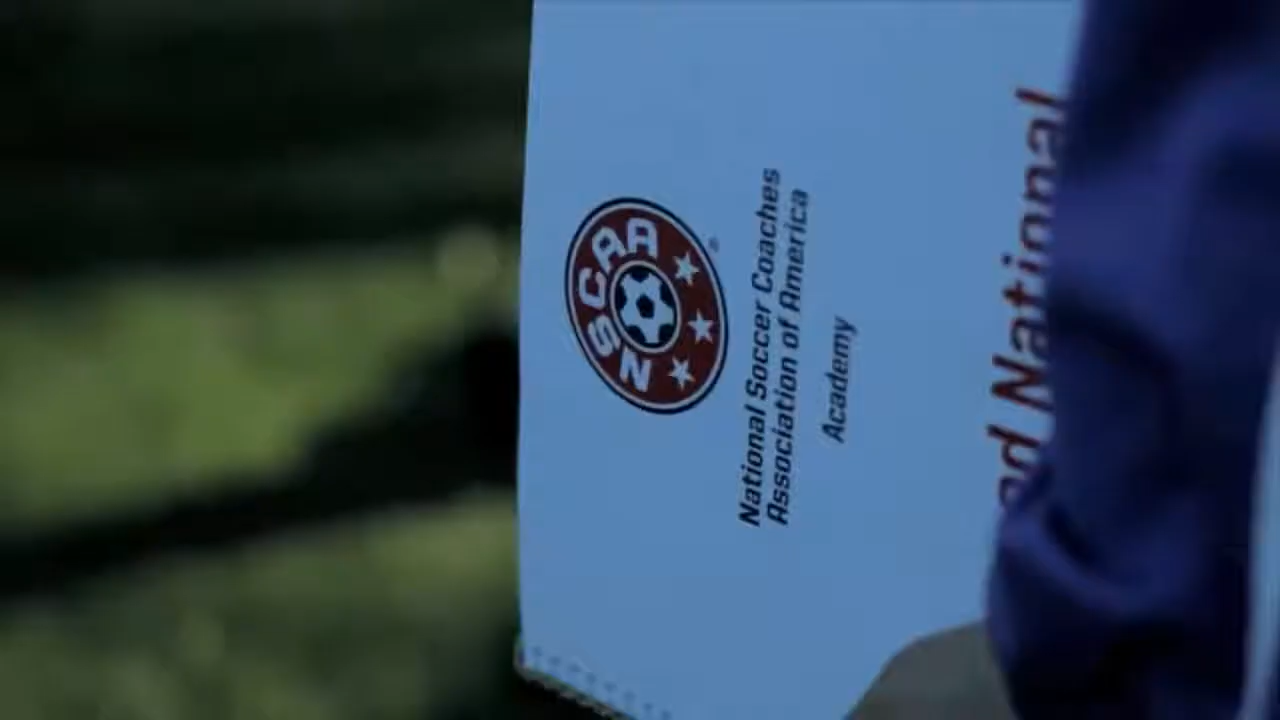 NSCAA
National Soccer Coaches
Association of America
Academy
National